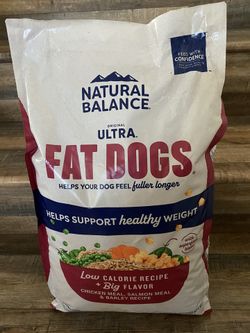 FEED WITH
CONFIDENCE
NATURAL
BALANCE®
ORIGINAL
ULTRA™
FAT DOGS®
HELPS YOUR DOG FEEL fuller longer
HELPS SUPPORT healthy WEIGHT
LOW CALORIE RECIPE
+ Big FLAVOR
CHICKEN MEAL, SALMON MEAL
& BARLEY RECIPE